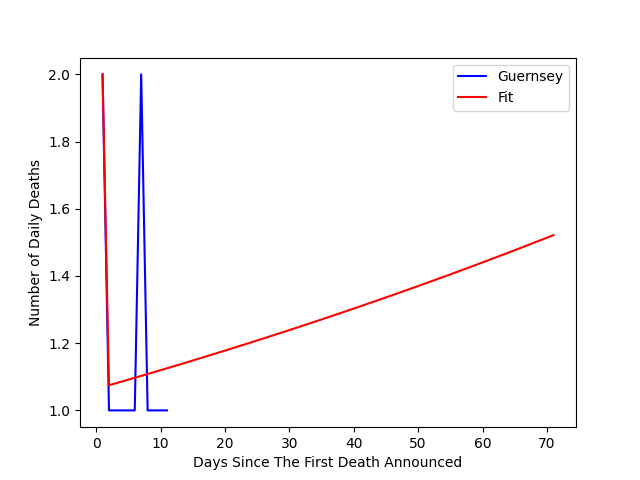 Guernsey
Fit
2.0
1.8
1.6
1.4
1.2
1.0
Number of Daily Deaths
0 10 20 30 40 50 60 70
Days Since The First Death Announced